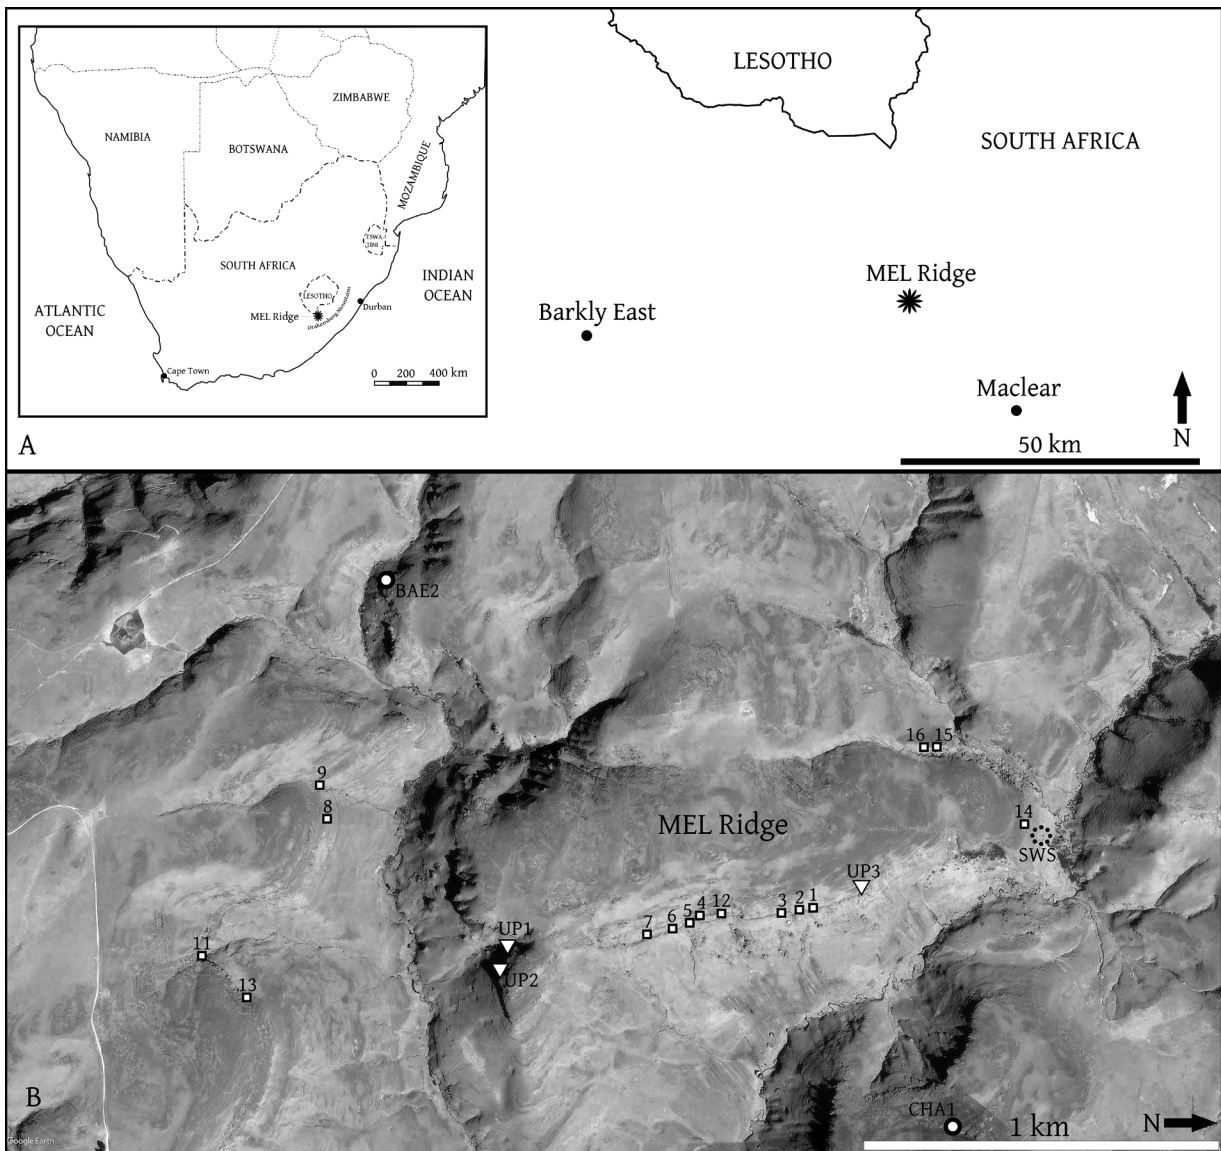 LESOTHO
SOUTH AFRICA
MEL Ridge
Barkly East
Maclear
N
50 km
ZIMBABWE
NAMIBIA
BOTSWANA
MOZAMBIQUE
ESWA
TINI
SOUTH AFRICA
INDIAN
OCEAN
LESOTHO
Drakensberg Mountains
Durban
MEL Ridge
ATLANTIC
OCEAN
Cape Town
0 200 400 km
A
BAE2
16 15
9
8
14
SWS
MEL Ridge
UP3
7 6 5 4 12 3 2 1
UP1
UP2
11
13
B
CHA1
N
1 km
Google Earth